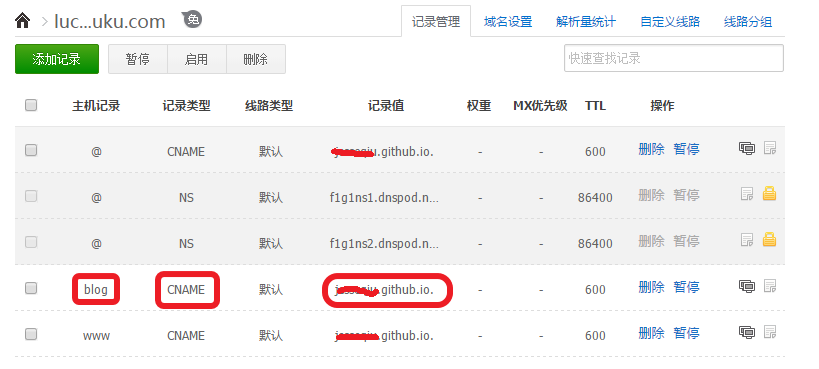 luc...uku.com 免 记录管理 域名设置 解析量统计 自定义线路 线路分组
添加记录 暂停 启用 删除 快速查找记录
主机记录 记录类型 线路类型 记录值 权重 MX优先级 TTL 操作
@ CNAME 默认 .github.io. - - 600 删除 暂停
@ NS 默认 f1g1ns1.dnspod.n... - - 86400 删除 暂停
@ NS 默认 f1g1ns2.dnspod.n... - - 86400 删除 暂停
blog CNAME 默认 .github.io. - - 600 删除 暂停
www CNAME 默认 .github.io. - - 600 删除 暂停